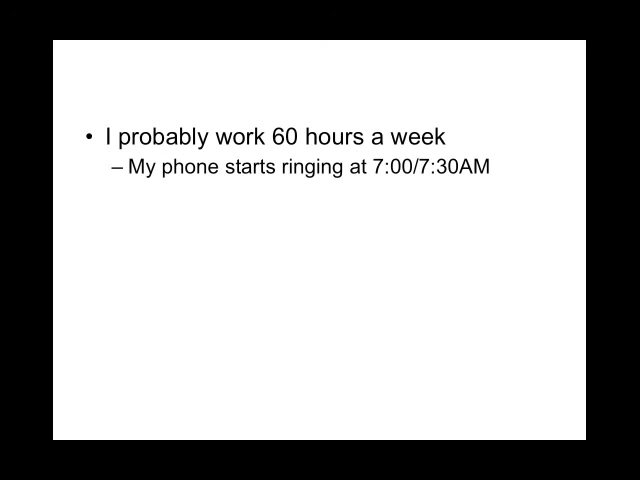 • I probably work 60 hours a week
– My phone starts ringing at 7:00/7:30AM